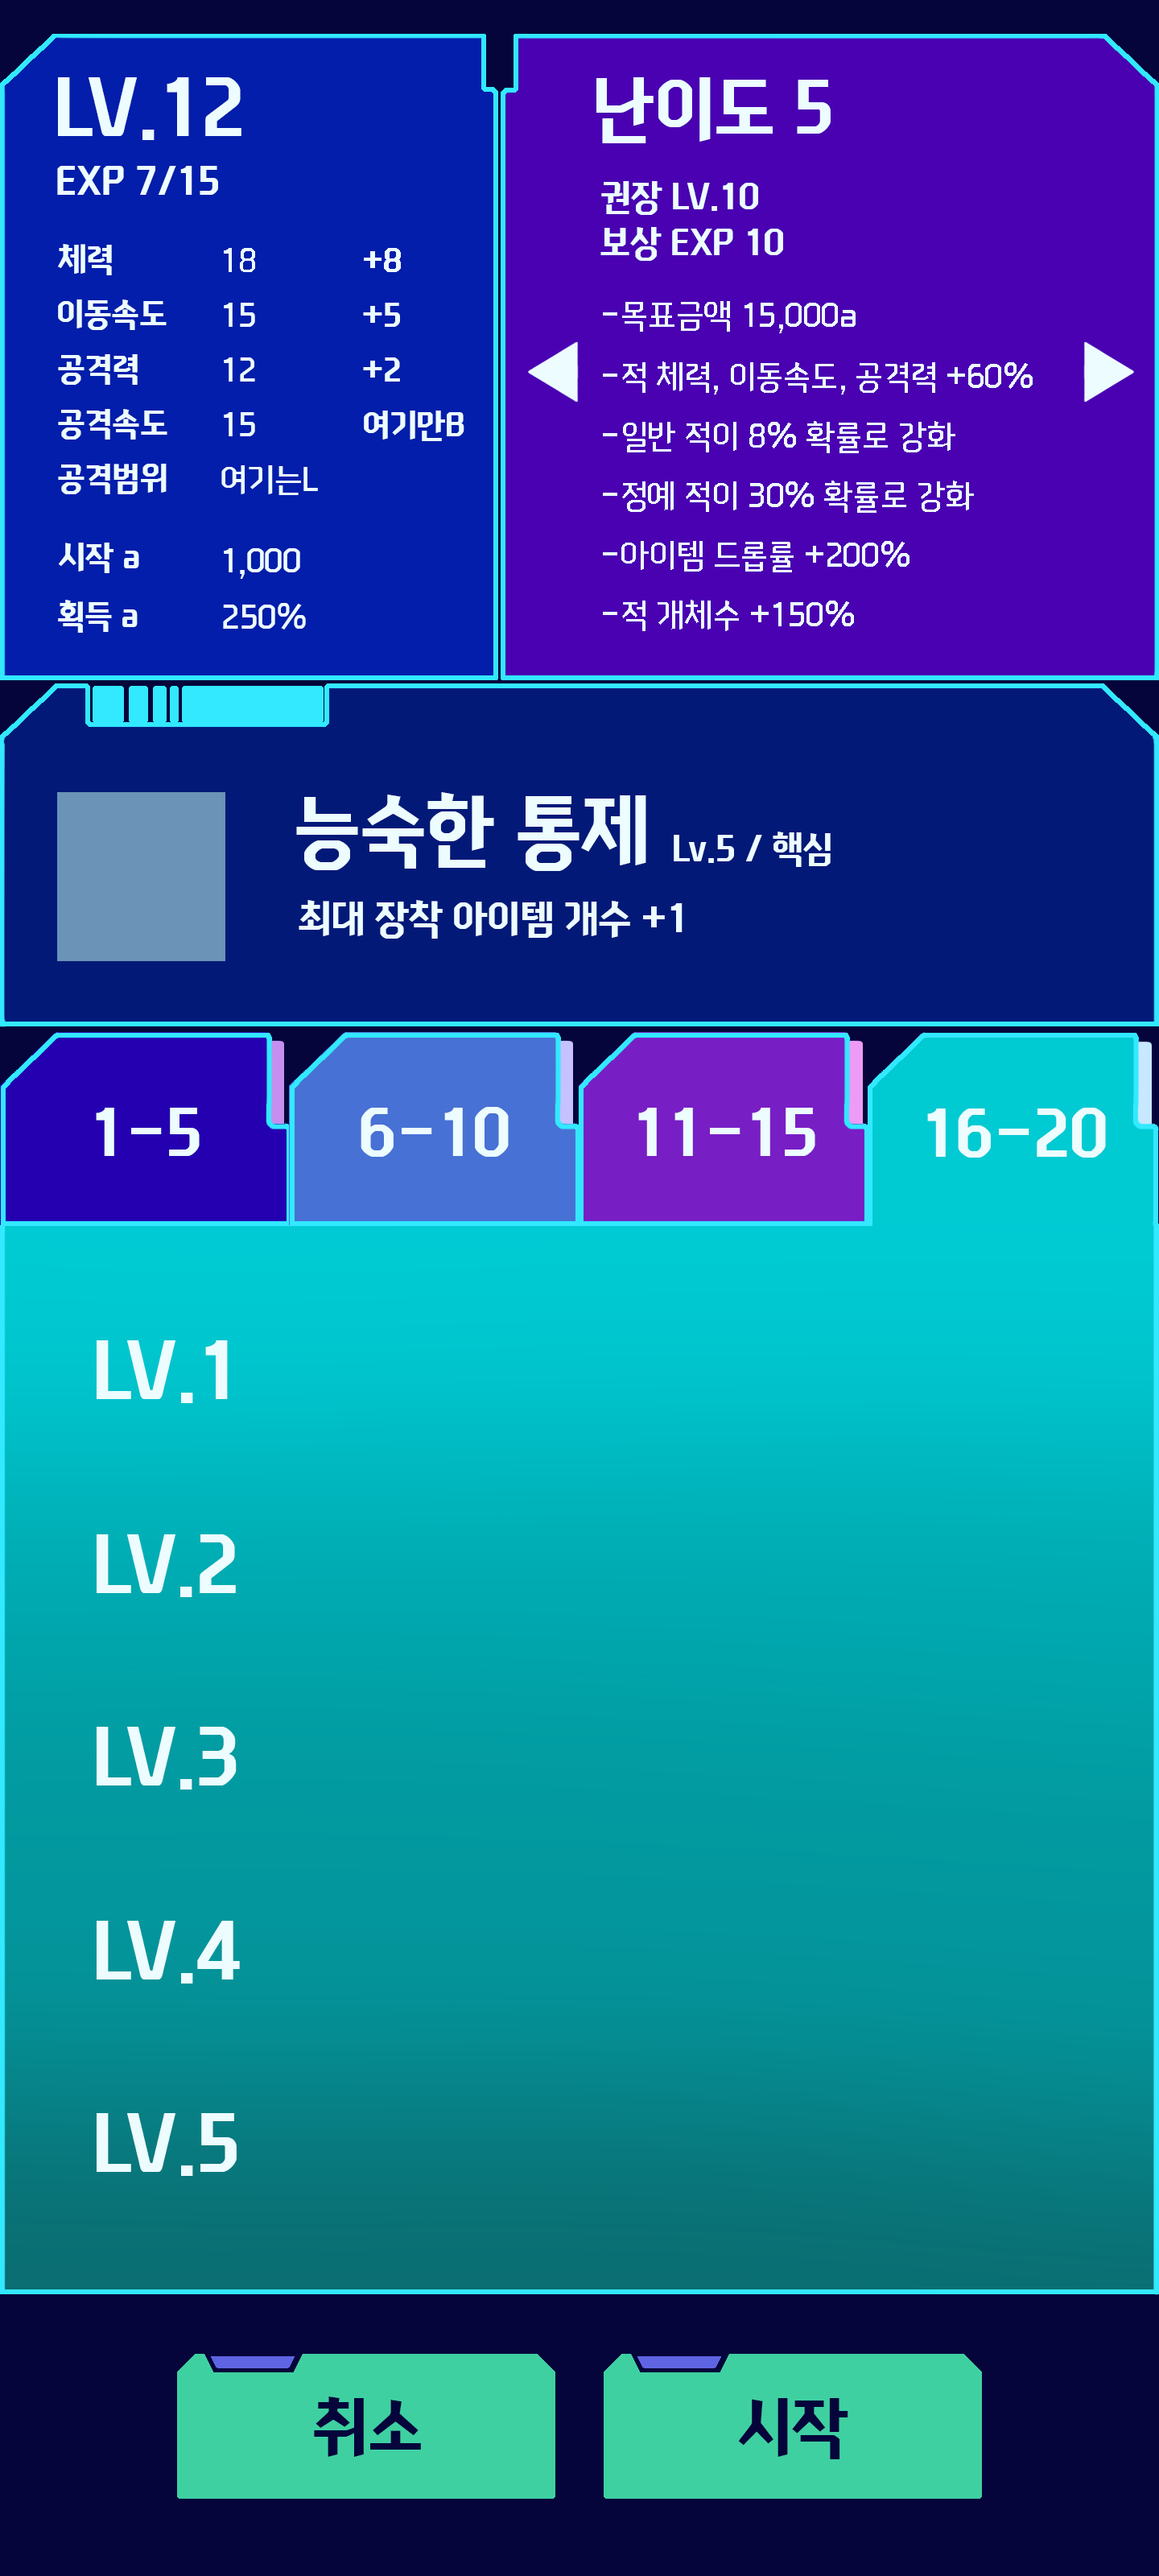 LV.12
EXP 7/15
체력 18 +8
이동속도 15 +5
공격력 12 +2
공격속도 15 여기만B
공격범위 여기는L
시작 a 1,000
획득 a 250%
난이도 5
권장 LV.10
보상 EXP 10
-목표금액 15,000a
-적 체력, 이동속도, 공격력 +60%
-일반 적이 8% 확률로 강화
-정예 적이 30% 확률로 강화
-아이템 드롭률 +200%
-적 개체수 +150%
능숙한 통제 Lv.5 / 핵심
최대 장착 아이템 개수 +1
1-5 6-10 11-15 16-20
LV.1
LV.2
LV.3
LV.4
LV.5
취소 시작